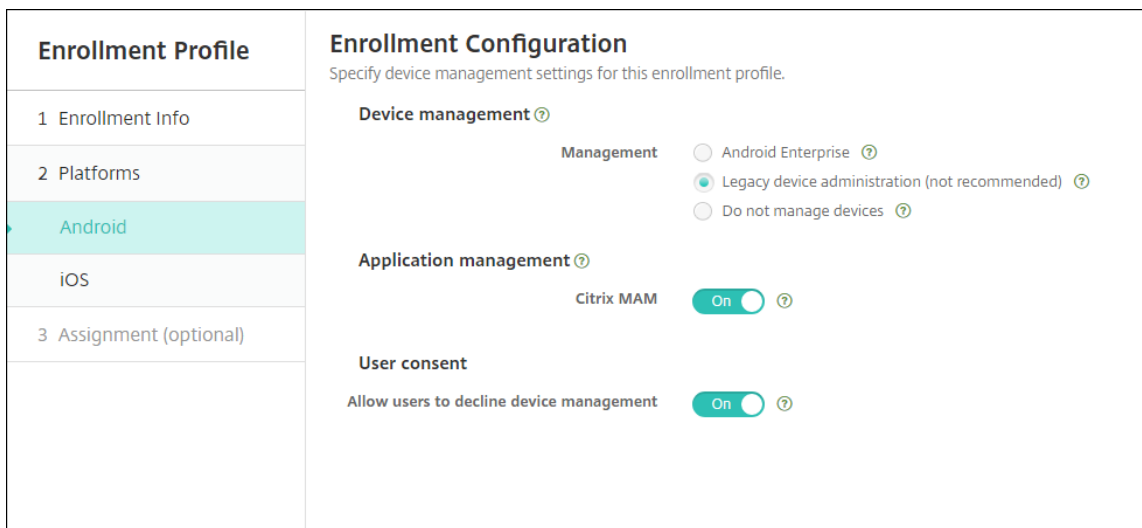 Enrollment Profile
1 Enrollment Info
2 Platforms
Android
iOS
3 Assignment (optional)
Enrollment Configuration
Specify device management settings for this enrollment profile.
Device management ?
Management
Android Enterprise ?
Legacy device administration (not recommended) ?
Do not manage devices ?
Application management ?
Citrix MAM On ?
User consent
Allow users to decline device management On ?